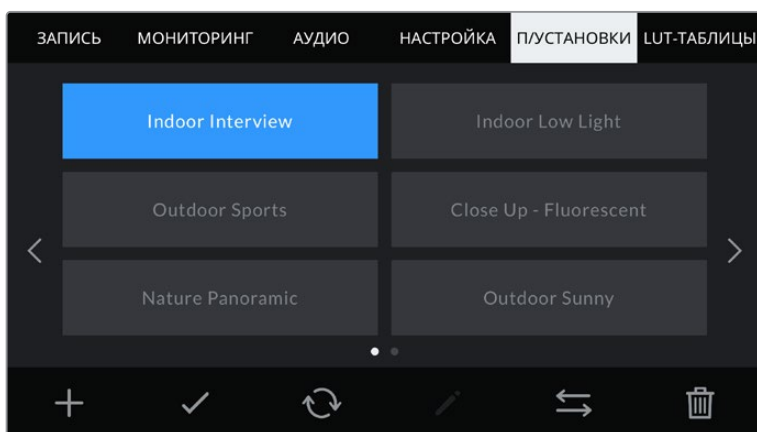 ЗАПИСЬ МОНИТОРИНГ АУДИО НАСТРОЙКА П/УСТАНОВКИ LUT-ТАБЛИЦЫ
Indoor Interview Indoor Low Light
Outdoor Sports Close Up - Fluorescent
Nature Panoramic Outdoor Sunny